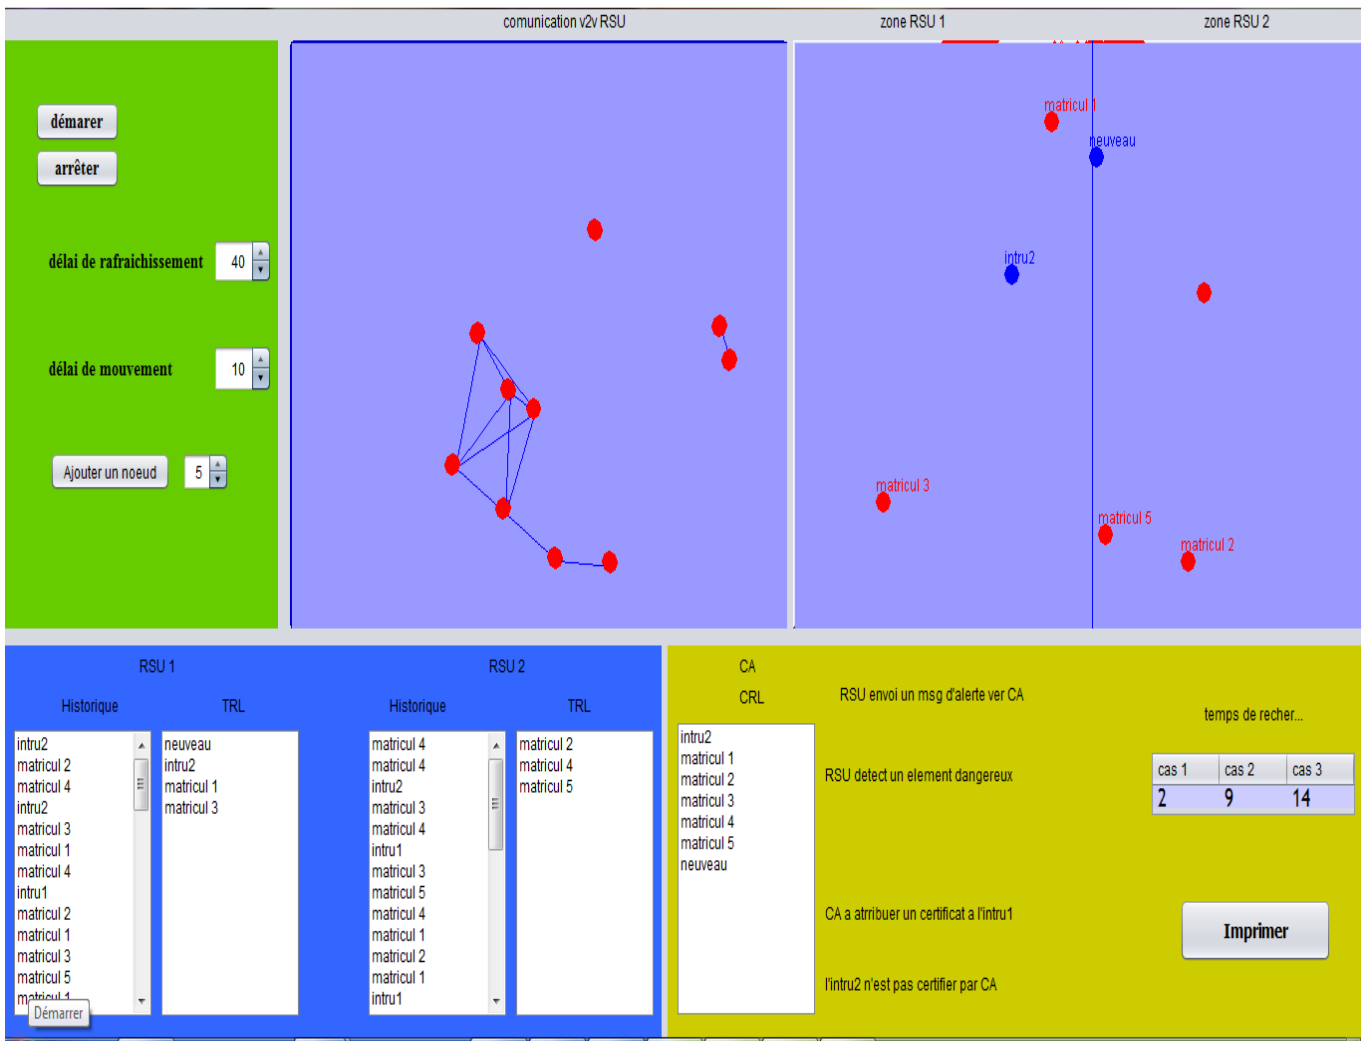 comunication v2v RSU
zone RSU 1
zone RSU 2
démarer
arrêter
délai de rafraichissement
40
délai de mouvement
10
Ajouter un noeud
5
matricul 1
neuveau
intru2
matricul 3
matricul 5
matricul 2
RSU 1
Historique
intru2
matricul 2
matricul 4
intru2
matricul 3
matricul 1
matricul 4
intru1
matricul 2
matricul 1
matricul 3
matricul 5
matricul 1
Démarrer
TRL
neuveau
intru2
matricul 1
matricul 3
RSU 2
Historique
matricul 4
matricul 4
intru2
matricul 3
matricul 4
intru1
matricul 3
matricul 5
matricul 4
matricul 1
matricul 2
matricul 1
intru1
TRL
matricul 2
matricul 4
matricul 5
CA
CRL
intru2
matricul 1
matricul 2
matricul 3
matricul 4
matricul 5
neuveau
RSU envoi un msg d'alerte ver CA
RSU detect un element dangereux
CA a atrribuer un certificat a l'intru1
l'intru2 n'est pas certifier par CA
temps de recher...
cas 1 cas 2 cas 3
2 9 14
Imprimer